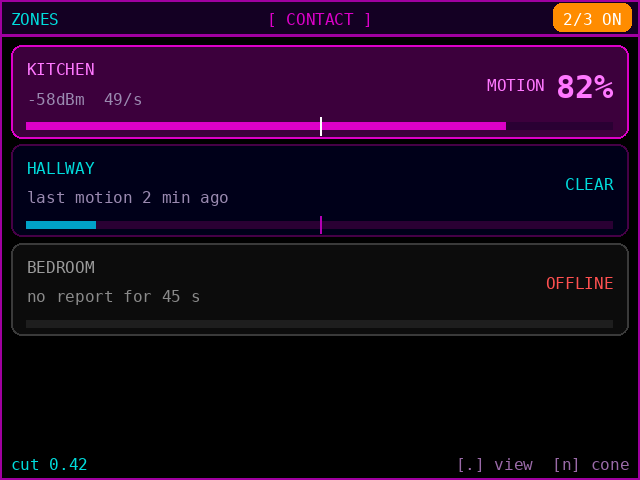 ZONES [ CONTACT ] 2/3 ON
KITCHEN
MOTION 82%
-58dBm 49/s
HALLWAY
CLEAR
last motion 2 min ago
BEDROOM
OFFLINE
no report for 45 s
cut 0.42 [.] view [n] cone